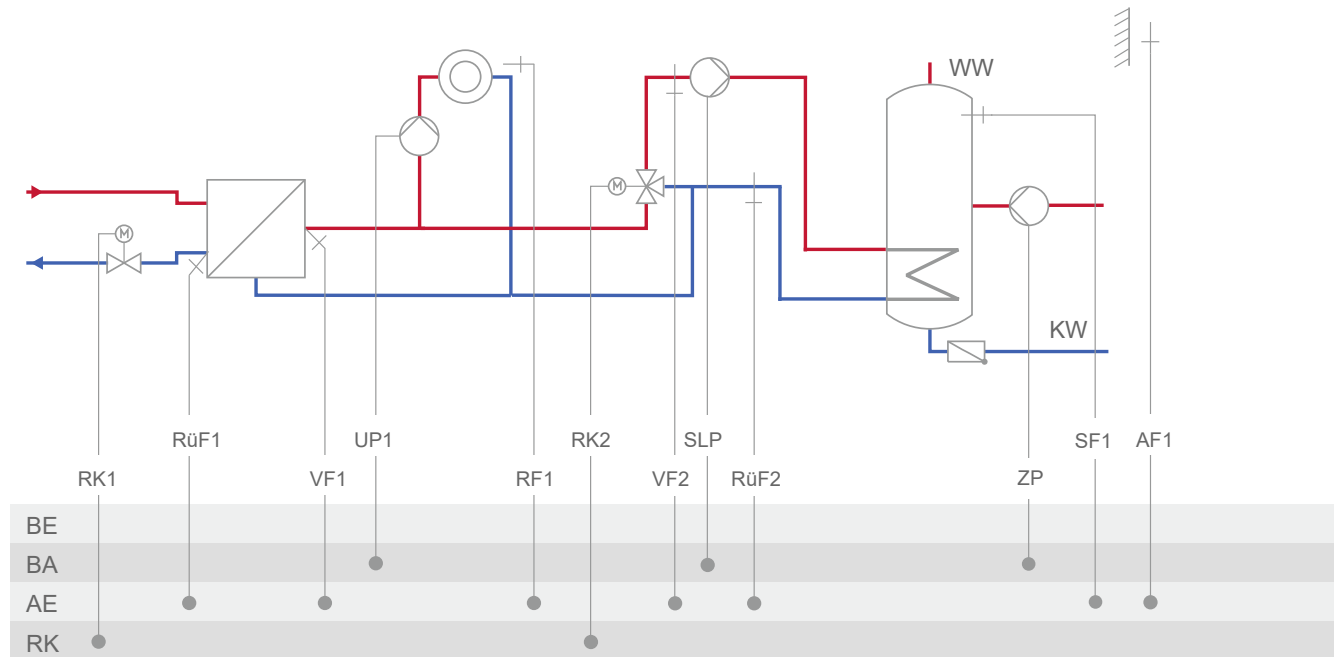 WW
M
M
KW
RüF1 UP1 RK2 SLP SF1 AF1
RK1 VF1 RF1 VF2 RüF2 ZP
BE
BA
AE
RK